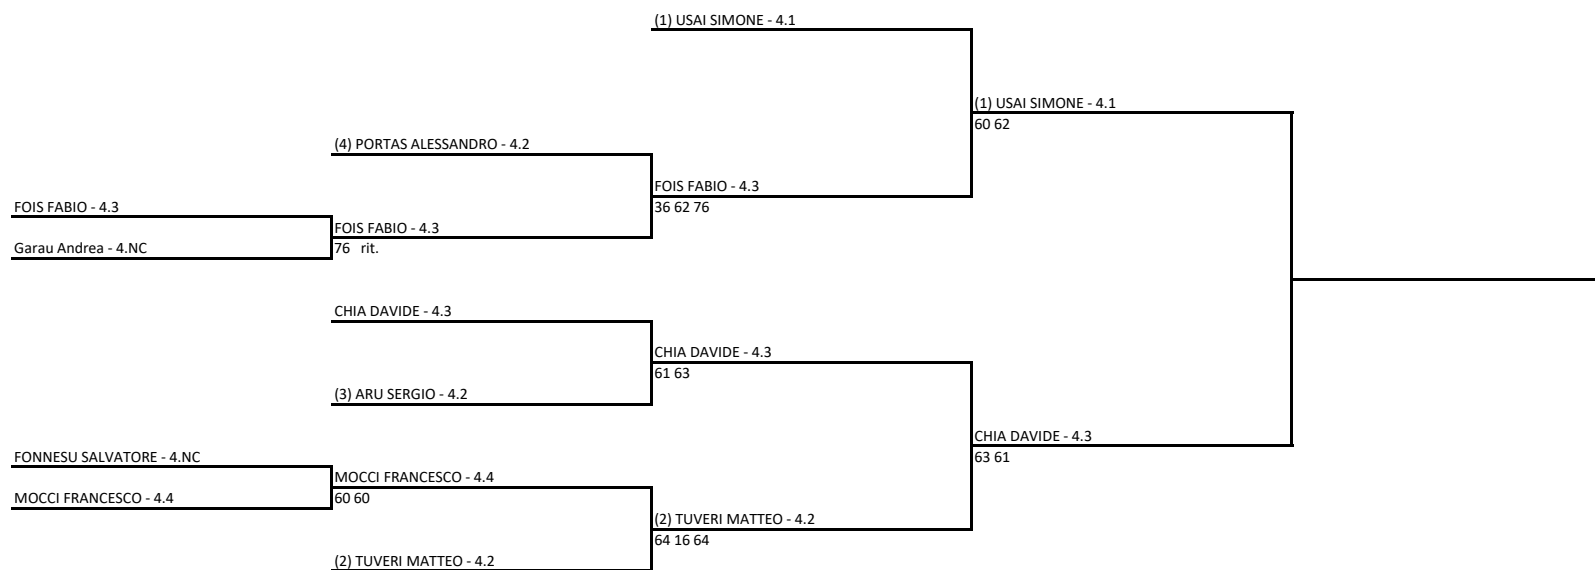 (1) USAI SIMONE - 4.1
(1) USAI SIMONE - 4.1
60 62
(4) PORTAS ALESSANDRO - 4.2
FOIS FABIO - 4.3
36 62 76
FOIS FABIO - 4.3
FOIS FABIO - 4.3
Garau Andrea - 4.NC
76 rit.
CHIA DAVIDE - 4.3
CHIA DAVIDE - 4.3
61 63
(3) ARU SERGIO - 4.2
CHIA DAVIDE - 4.3
63 61
FONNESU SALVATORE - 4.NC
MOCCI FRANCESCO - 4.4
MOCCI FRANCESCO - 4.4
60 60
(2) TUVERI MATTEO - 4.2
64 16 64
(2) TUVERI MATTEO - 4.2